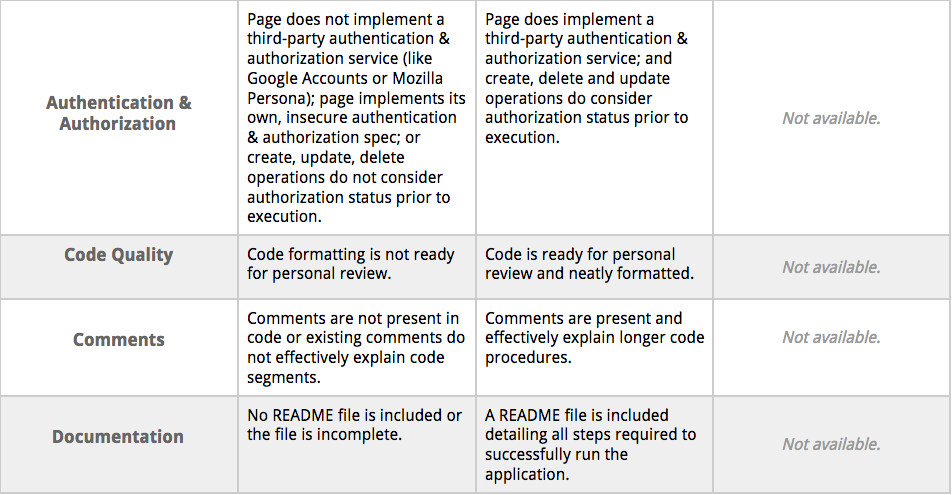 Authentication &
Authorization
Page does not implement a
third-party authentication &
authorization service (like
Google Accounts or Mozilla
Persona); page implements its
own, insecure authentication
& authorization spec; or
create, update, delete
operations do not consider
authorization status prior to
execution.
Page does implement a
third-party authentication &
authorization service; and
create, delete and update
operations do consider
authorization status prior to
execution.
Not available.
Code Quality
Code formatting is not ready
for personal review.
Code is ready for personal
review and neatly formatted.
Not available.
Comments
Comments are not present in
code or existing comments do
not effectively explain code
segments.
Comments are present and
effectively explain longer code
procedures.
Not available.
Documentation
No README file is included or
the file is incomplete.
A README file is included
detailing all steps required to
successfully run the
application.
Not available.